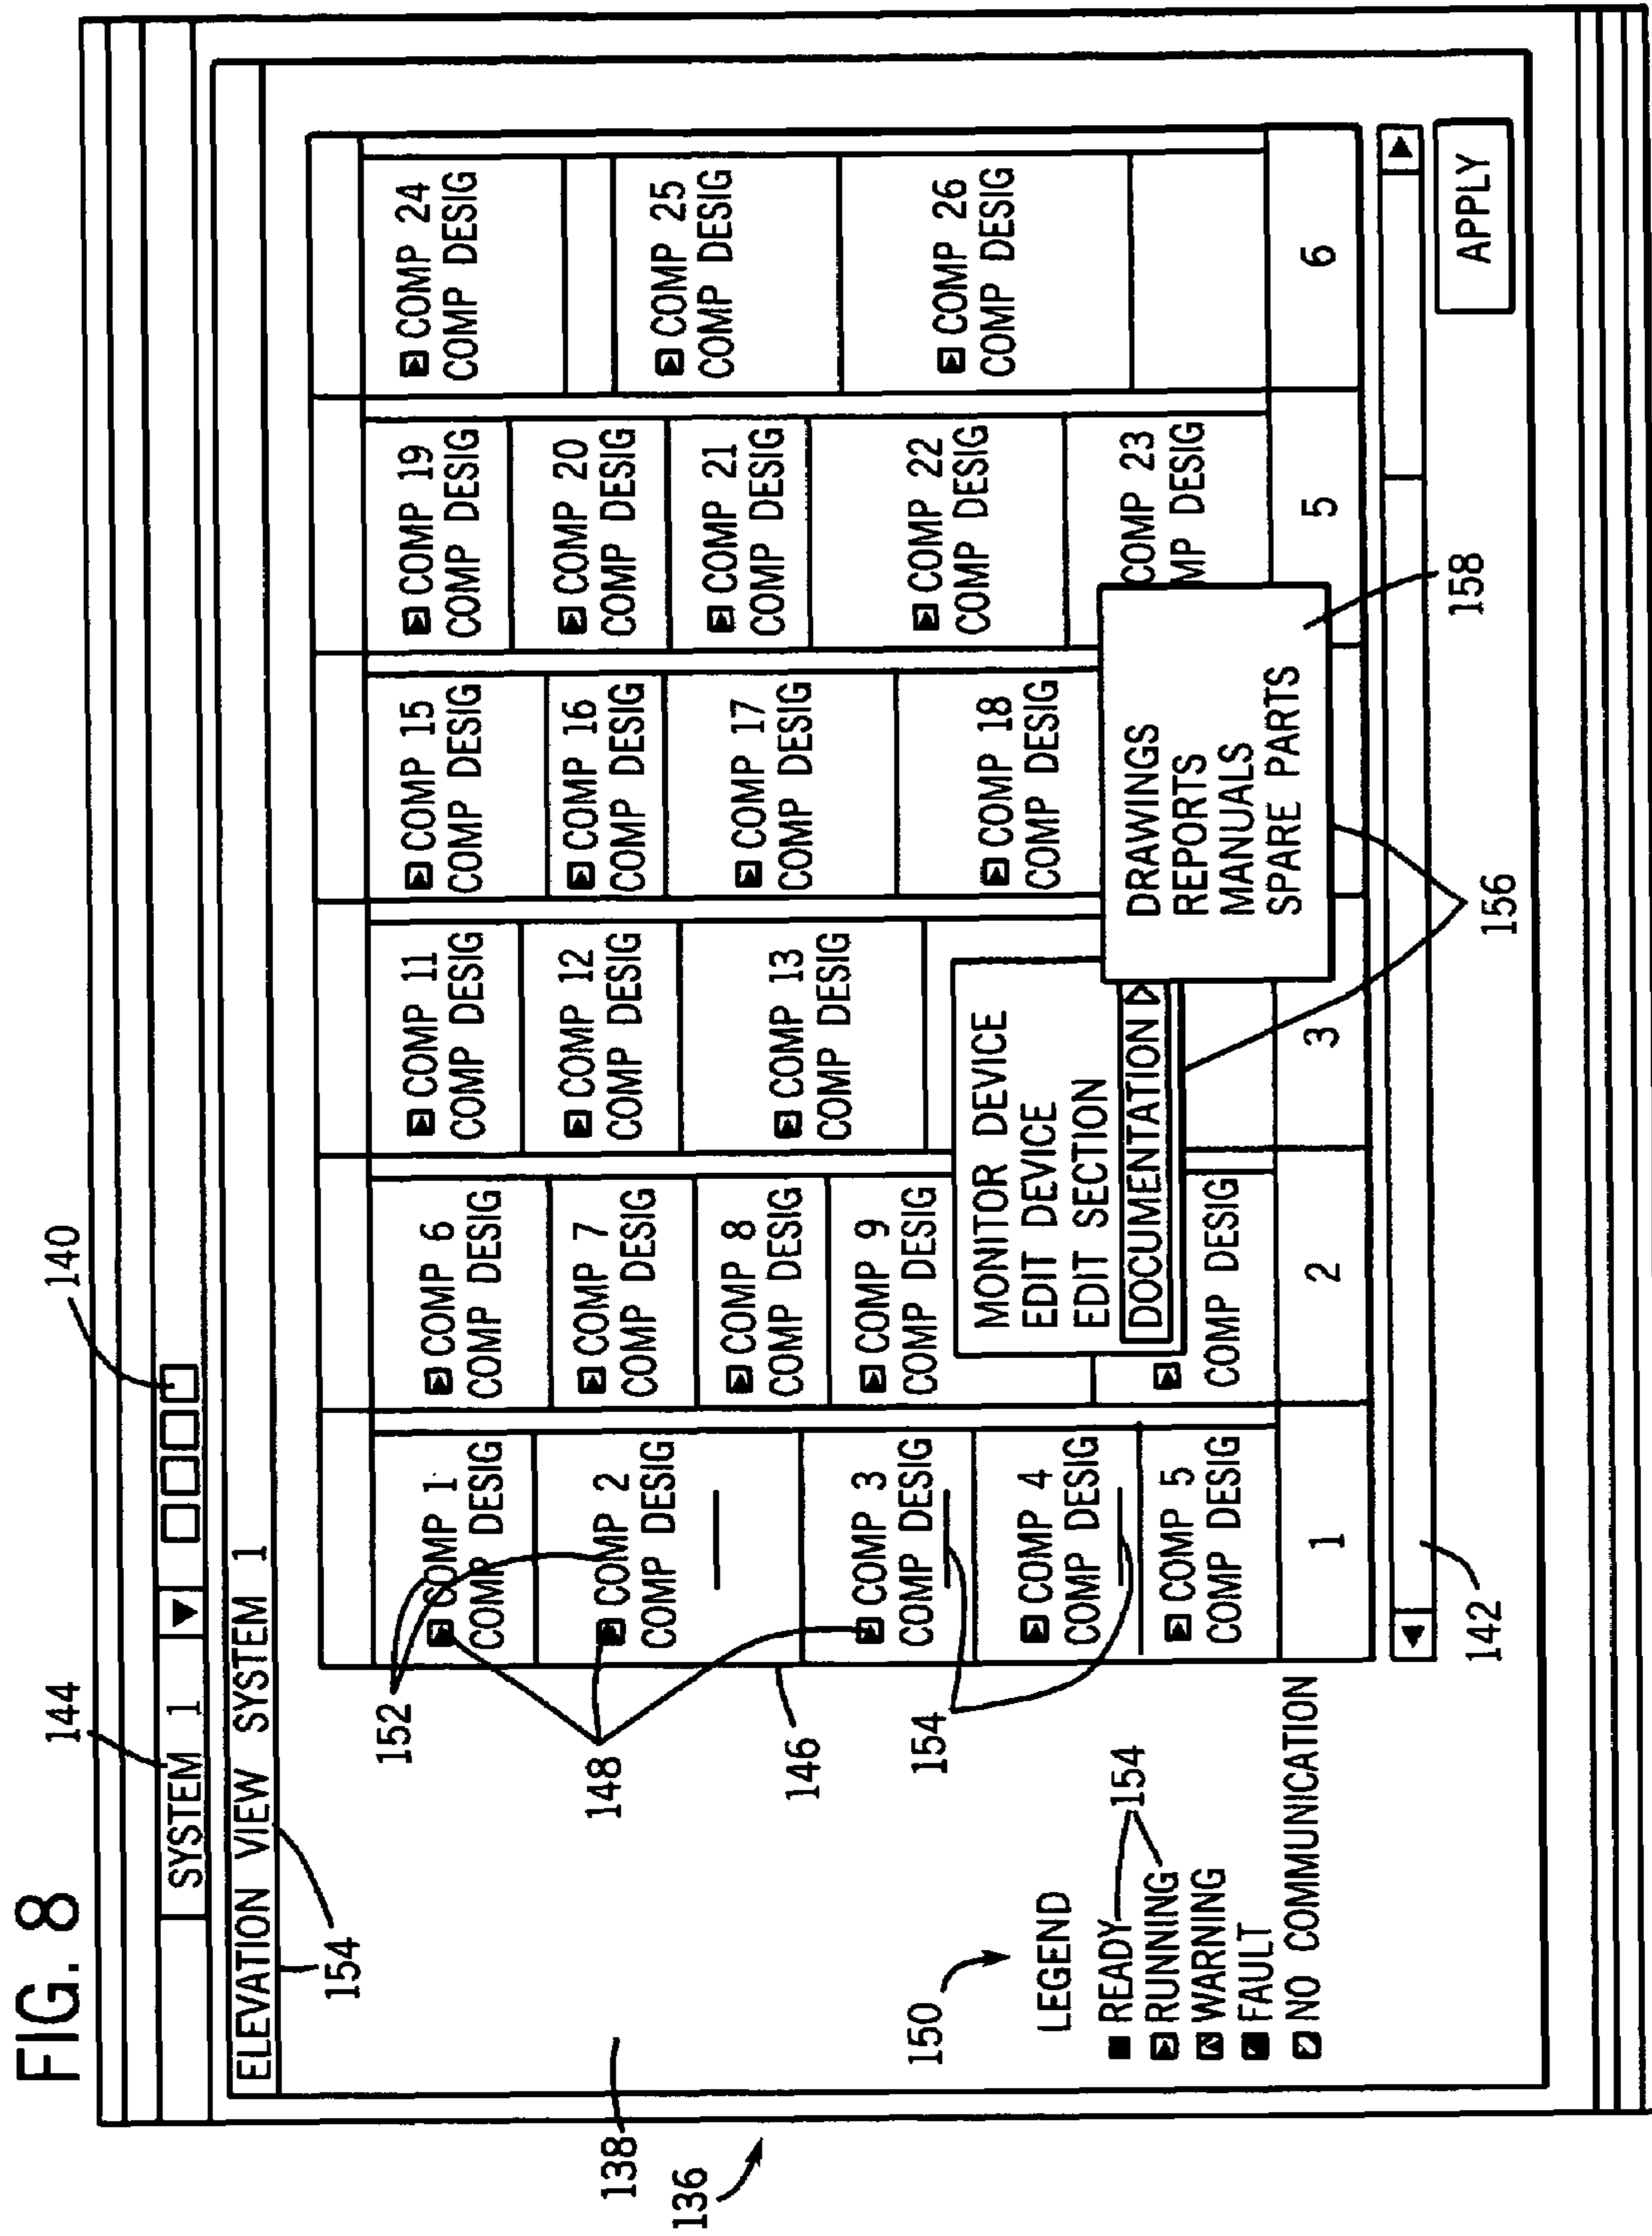 FIG. 8
144
140
SYSTEM 1
ELEVATION VIEW SYSTEM 1
154
138
136
152
148
146
154
150
LEGEND
READY
RUNNING
154
WARNING
FAULT
NO COMMUNICATION
COMP 1
COMP DESIG
COMP 2
COMP DESIG
COMP 3
COMP DESIG
COMP 4
COMP DESIG
COMP 5
COMP DESIG
1
COMP 6
COMP DESIG
COMP 7
COMP DESIG
COMP 8
COMP DESIG
COMP 9
COMP DESIG
COMP DESIG
2
COMP 11
COMP DESIG
COMP 12
COMP DESIG
COMP 13
COMP DESIG
3
MONITOR DEVICE
EDIT DEVICE
EDIT SECTION
DOCUMENTATION
COMP 15
COMP DESIG
COMP 16
COMP DESIG
COMP 17
COMP DESIG
COMP 18
COMP DESIG
DRAWINGS
REPORTS
MANUALS
SPARE PARTS
COMP 19
COMP DESIG
COMP 20
COMP DESIG
COMP 21
COMP DESIG
COMP 22
COMP DESIG
COMP 23
MP DESIG
5
COMP 24
COMP DESIG
COMP 25
COMP DESIG
COMP 26
COMP DESIG
6
142
156
158
APPLY